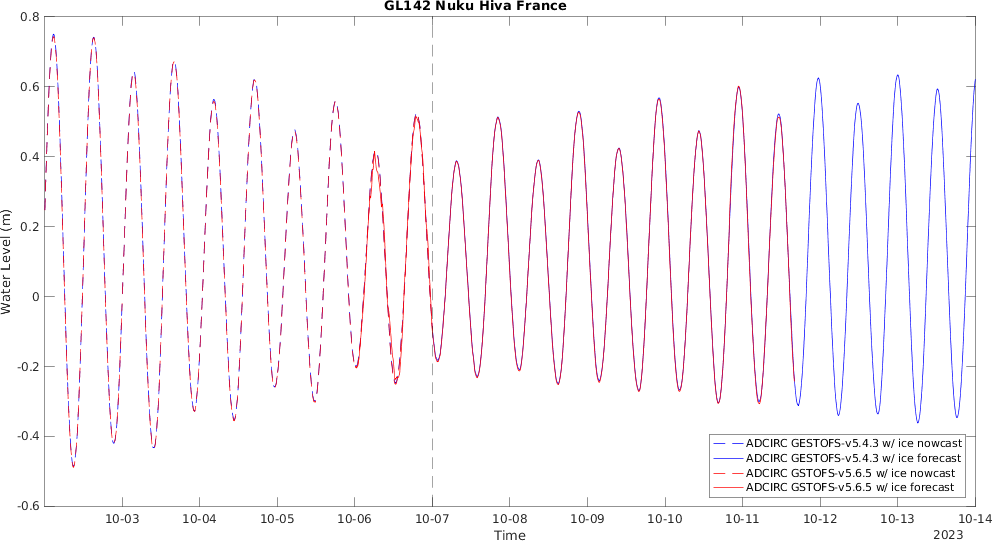 GL142 Nuku Hiva France
0.8
0.6
0.4
0.2
0
-0.2
-0.4
-0.6
Water Level (m)
10-03 10-04 10-05 10-06 10-07 10-08 10-09 10-10 10-11 10-12 10-13 10-14
Time
2023
ADCIRC GESTOFS-v5.4.3 w/ ice nowcast
ADCIRC GESTOFS-v5.4.3 w/ ice forecast
ADCIRC GSTOFS-v5.6.5 w/ ice nowcast
ADCIRC GSTOFS-v5.6.5 w/ ice forecast